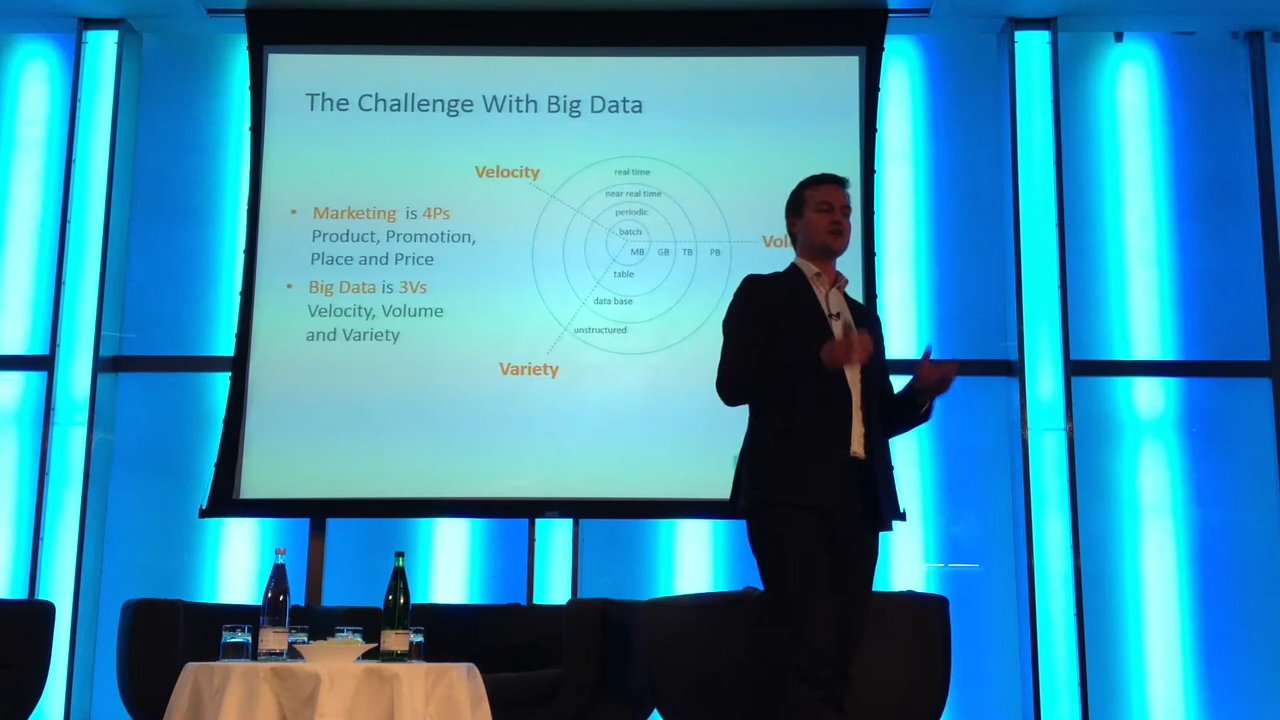 The Challenge With Big Data
Velocity
real time
near real time
• Marketing is 4Ps
periodic
Product, Promotion,
batch
Place and Price
MB GB TB PB
table
• Big Data is 3Vs
data base
Velocity, Volume
unstructured
and Variety
Variety